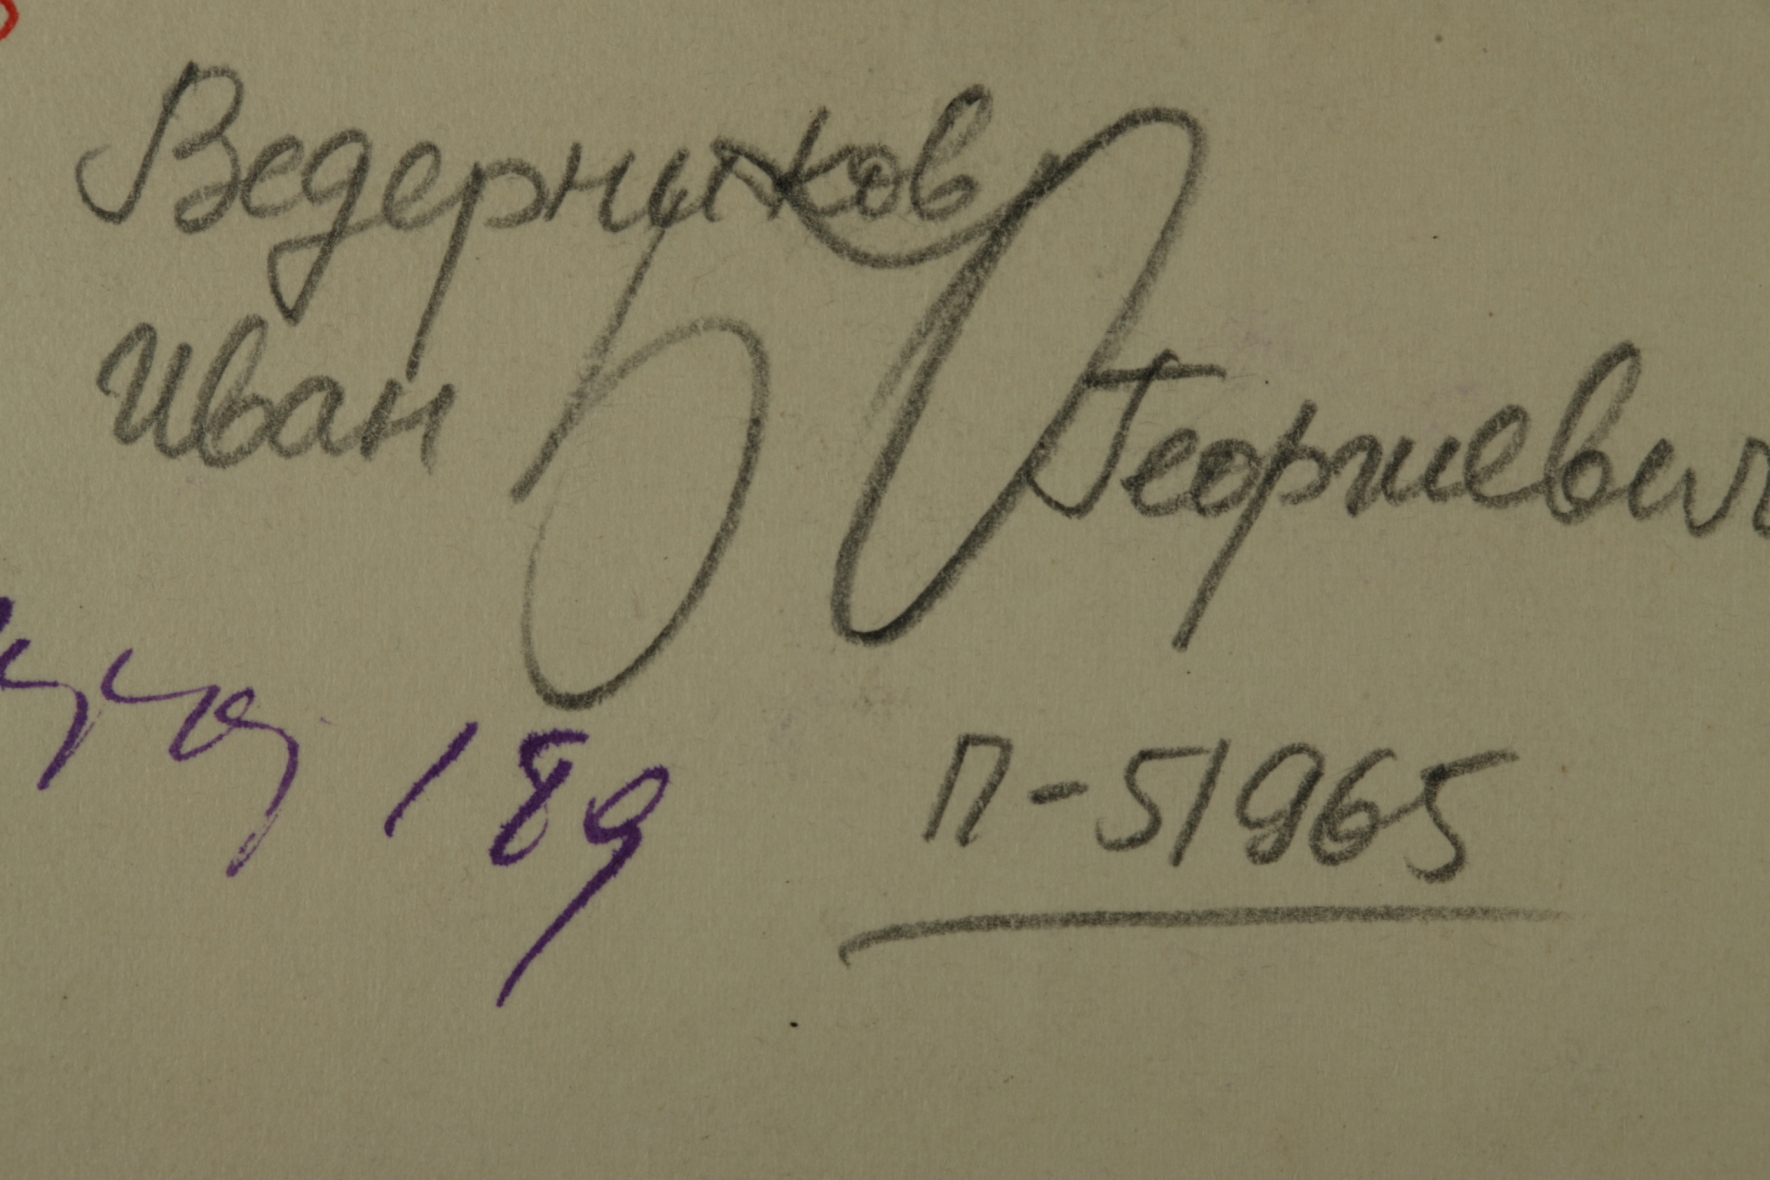 Ведерников
Иван Георгиевич
189
П-51965